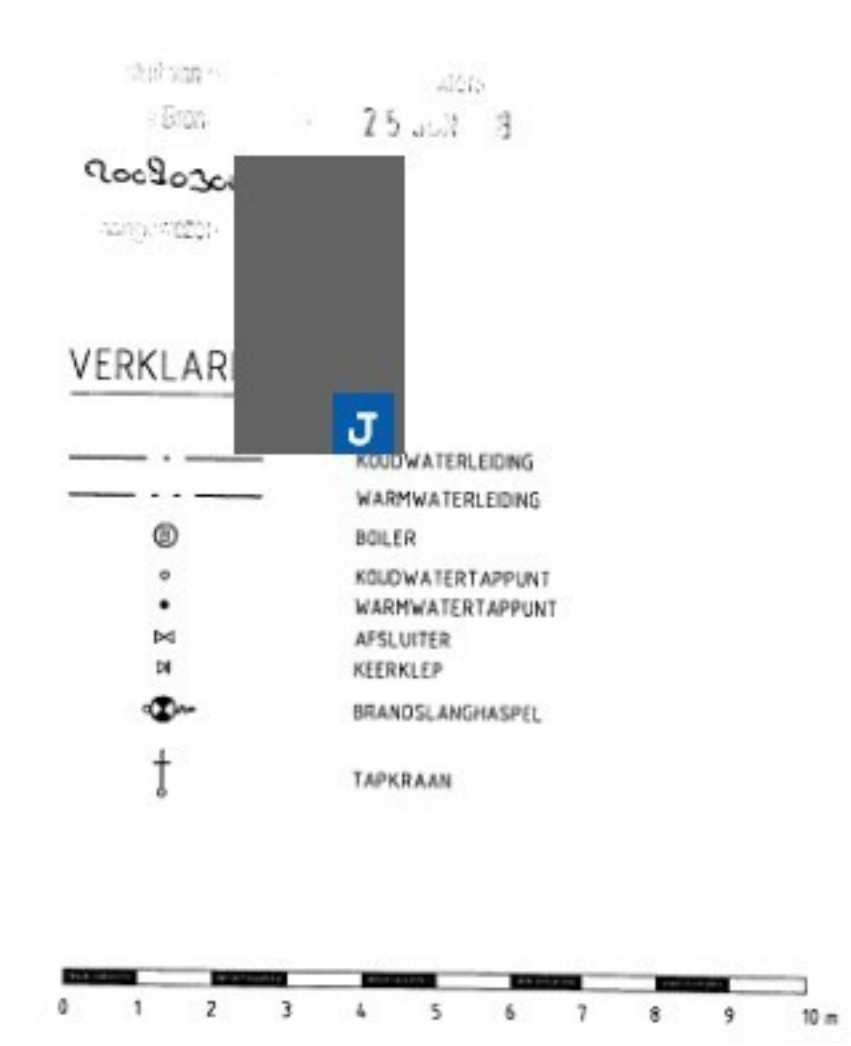 25
VERKLAR
J
KOUDWATERLEIDING
WARMWATERLEIDING
BOILER
KOUDWATERTAPPUNT
WARMWATERTAPPUNT
AFSLUITER
KEERKLEP
BRANDSLANGHASPEL
TAPKRAAN
0 1 2 3 4 5 6 7 8 9 10 m